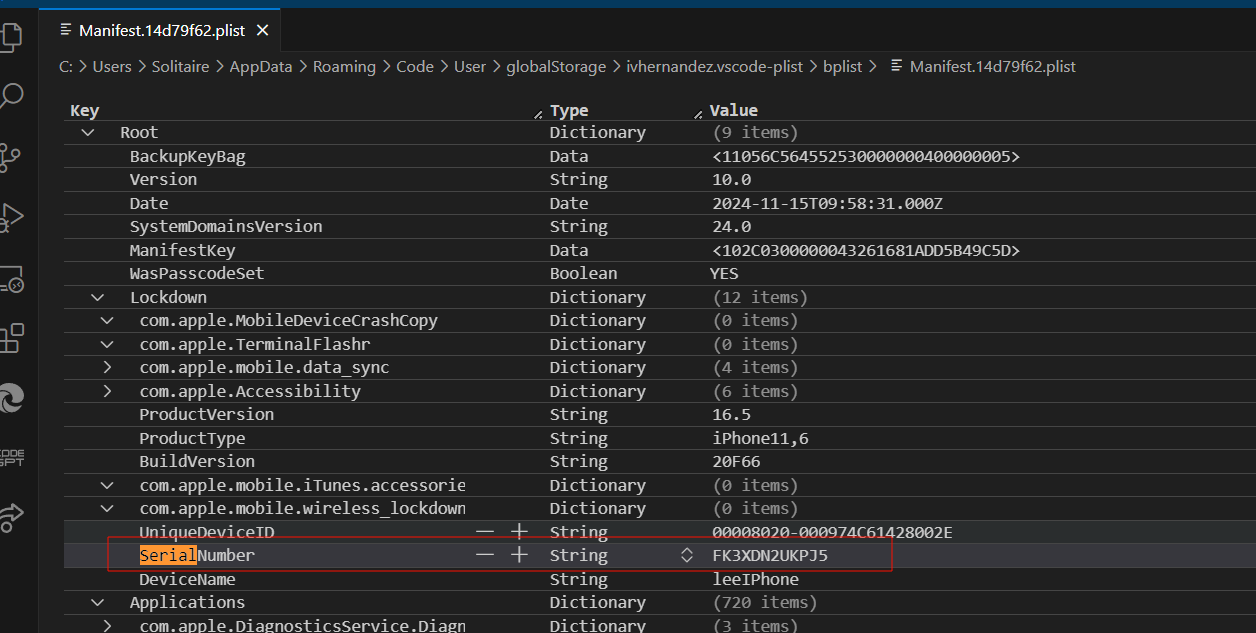 Manifest.14d79f62.plist
C: > Users > Solitaire > AppData > Roaming > Code > User > globalStorage > ivhernandez.vscode-plist > bplist > Manifest.14d79f62.plist
Key Type Value
Root Dictionary (9 items)
BackupKeyBag Data <11056C564552530000000400000005>
Version String 10.0
Date Date 2024-11-15T09:58:31.000Z
SystemDomainsVersion String 24.0
ManifestKey Data <102C0300000043261681ADD5B49C5D>
WasPasscodeSet Boolean YES
Lockdown Dictionary (12 items)
com.apple.MobileDeviceCrashCopy Dictionary (0 items)
com.apple.TerminalFlashr Dictionary (0 items)
com.apple.mobile.data_sync Dictionary (4 items)
com.apple.Accessibility Dictionary (6 items)
ProductVersion String 16.5
ProductType String iPhone11,6
BuildVersion String 20F66
com.apple.mobile.iTunes.accessorie Dictionary (0 items)
com.apple.mobile.wireless_lockdown Dictionary (0 items)
UniqueDeviceID String 00008020-000974C61428002E
SerialNumber String FK3XDN2UKPJ5
DeviceName String leeIPhone
Applications Dictionary (720 items)
com.apple.DiagnosticsService.Diagn Dictionary (3 items)